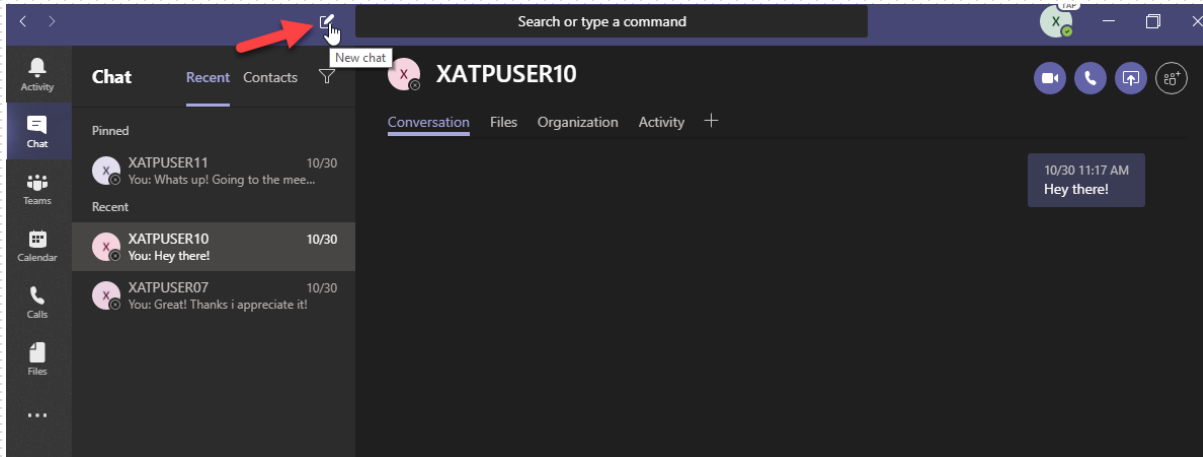 Search or type a command
TAP
X
New chat
Activity
Chat
Teams
Calendar
Calls
Files
Chat
Recent
Contacts
Pinned
X
XATPUSER11
10/30
You: Whats up! Going to the mee...
Recent
X
XATPUSER10
10/30
You: Hey there!
X
XATPUSER07
10/30
You: Great! Thanks i appreciate it!
X
XATPUSER10
Conversation
Files
Organization
Activity
10/30 11:17 AM
Hey there!